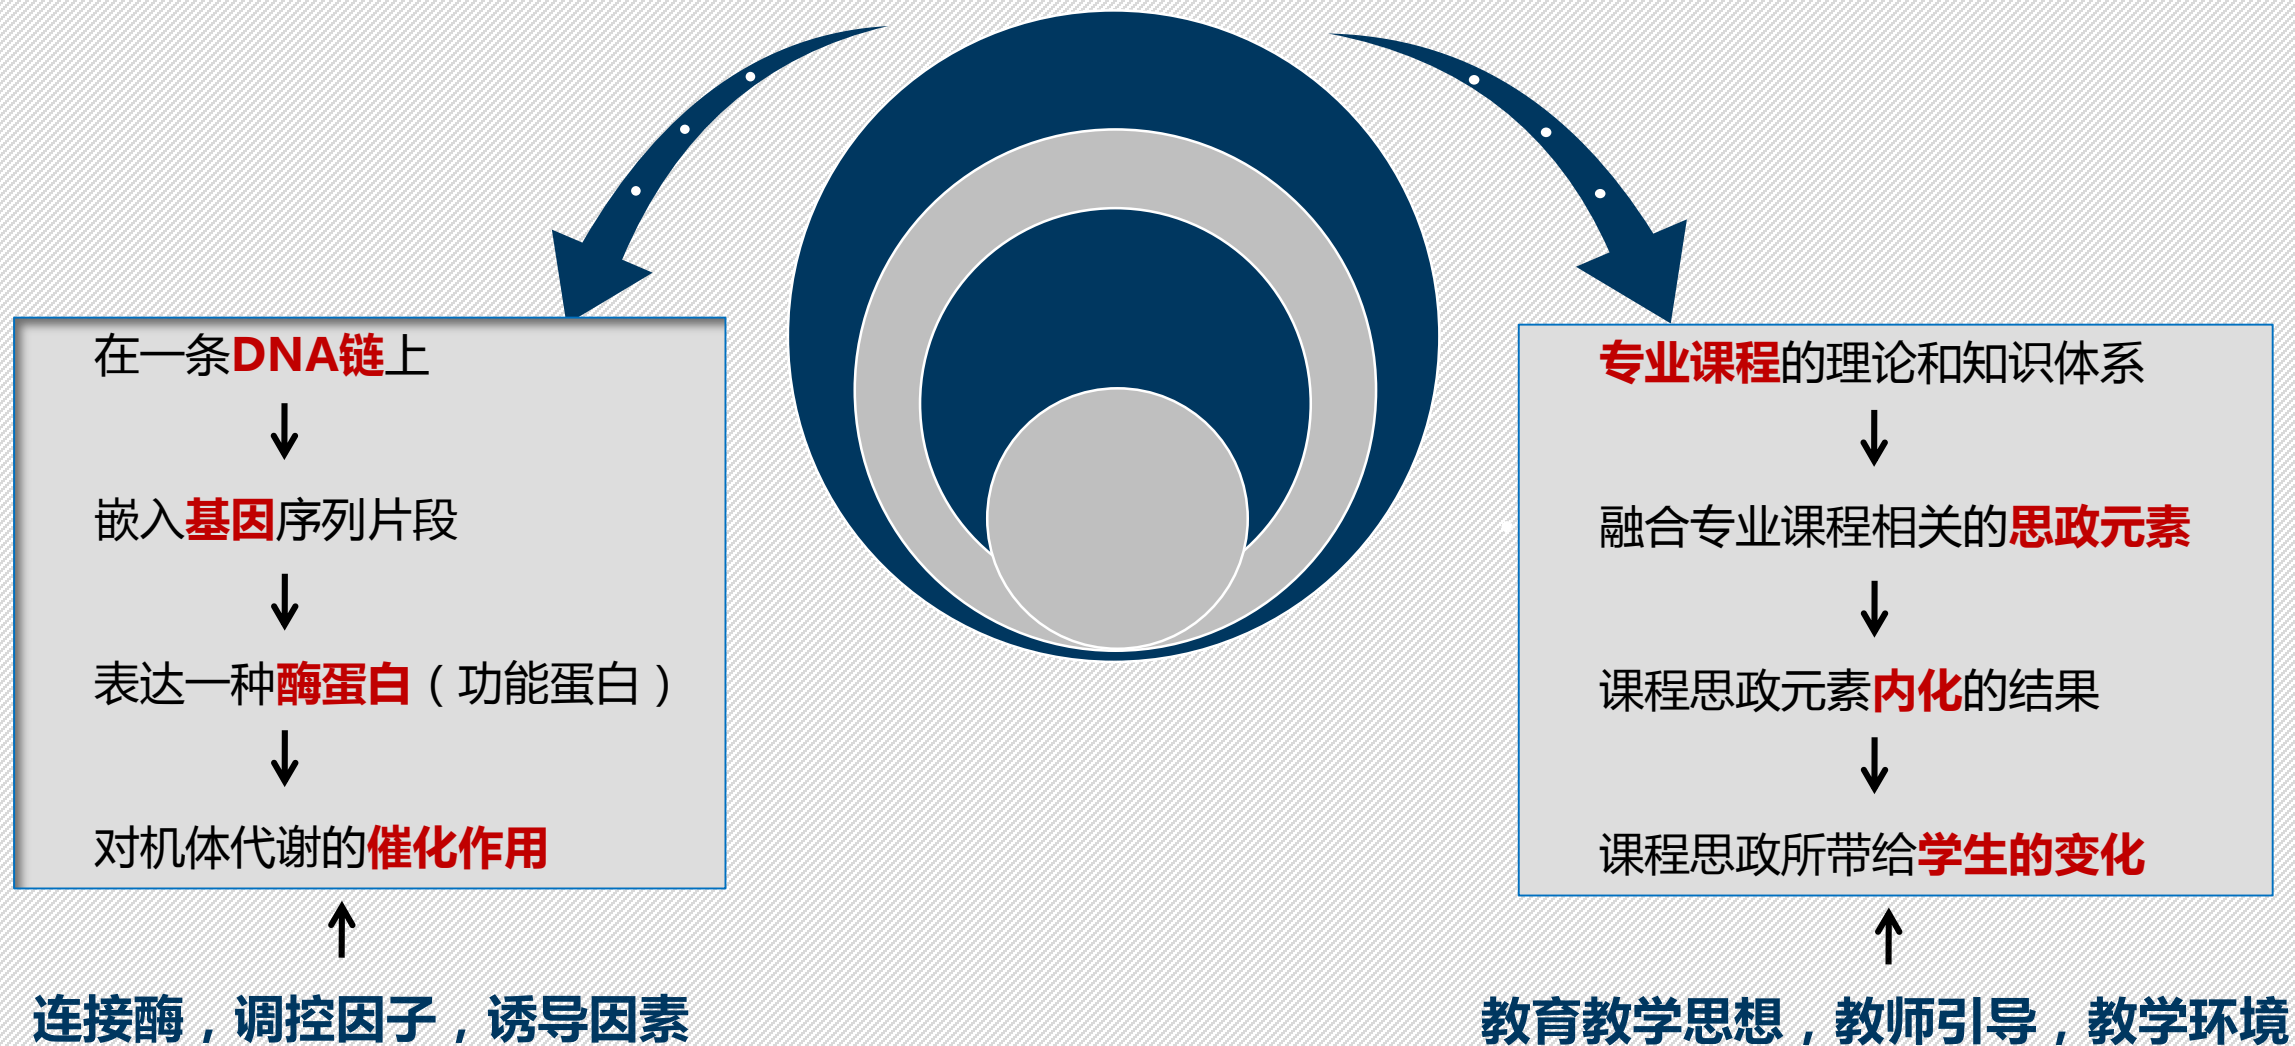 在一条DNA链上
嵌入基因序列片段
表达一种酶蛋白（功能蛋白）
对机体代谢的催化作用
连接酶，调控因子，诱导因素
专业课程的理论和知识体系
融合专业课程相关的思政元素
课程思政元素内化的结果
课程思政所带给学生的变化
教育教学思想，教师引导，教学环境